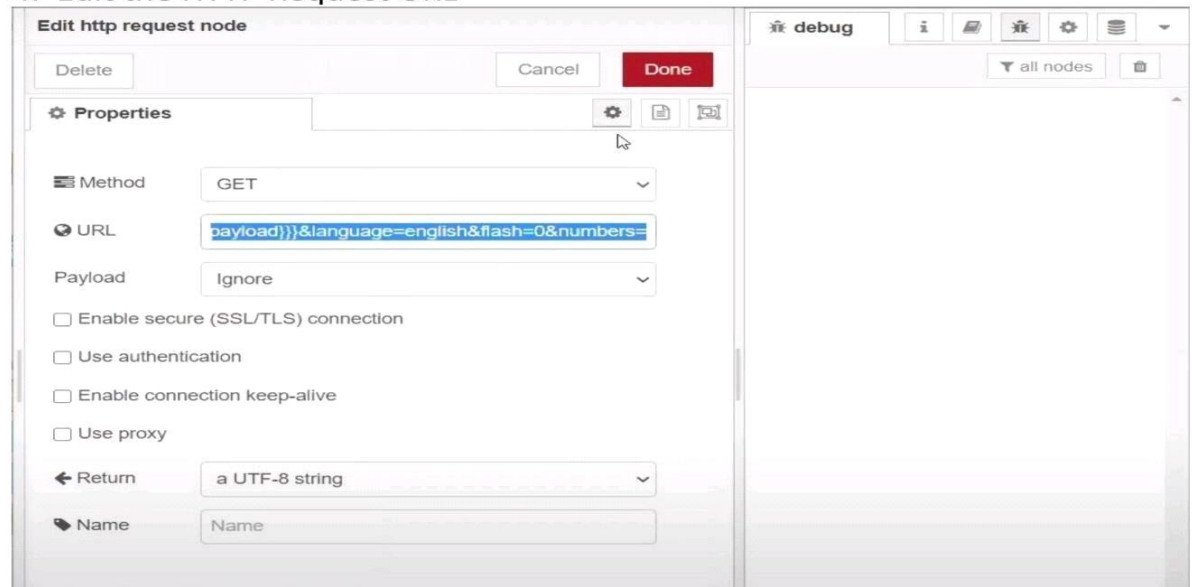 Edit http request node
debug
i
all nodes
Delete
Cancel
Done
Properties
Method
GET
URL
payload}}}&language=english&flash=0&numbers=
Payload
Ignore
Enable secure (SSL/TLS) connection
Use authentication
Enable connection keep-alive
Use proxy
Return
a UTF-8 string
Name
Name